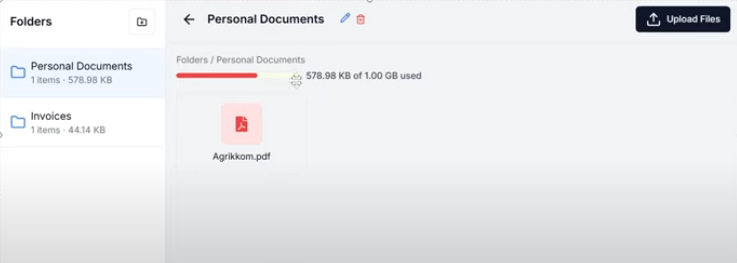 Folders
Personal Documents
Upload Files
Personal Documents
1 items · 578.98 KB
Invoices
1 items · 44.14 KB
Folders / Personal Documents
578.98 KB of 1.00 GB used
Agrikkom.pdf